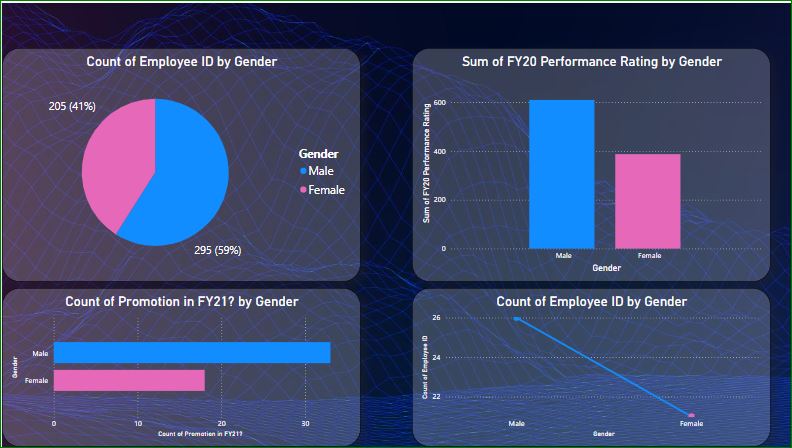 Count of Employee ID by Gender
205 (41%)
295 (59%)
Gender
Male
Female
Sum of FY20 Performance Rating by Gender
Sum of FY20 Performance Rating
600
400
200
0
Male
Female
Gender
Count of Promotion in FY21? by Gender
Gender
Male
Female
0
10
20
30
Count of Promotion in FY21?
Count of Employee ID by Gender
Count of Employee ID
26
24
22
Male
Female
Gender